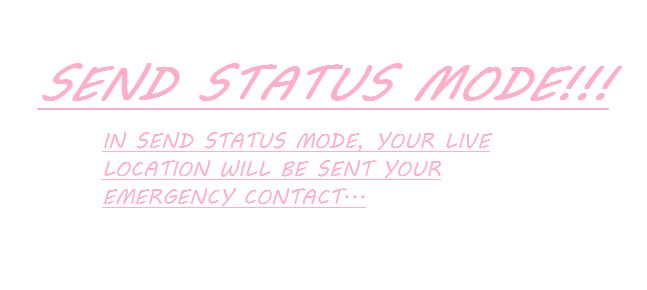 SEND STATUS MODE!!!
IN SEND STATUS MODE, YOUR LIVE
LOCATION WILL BE SENT YOUR
EMERGENCY CONTACT...